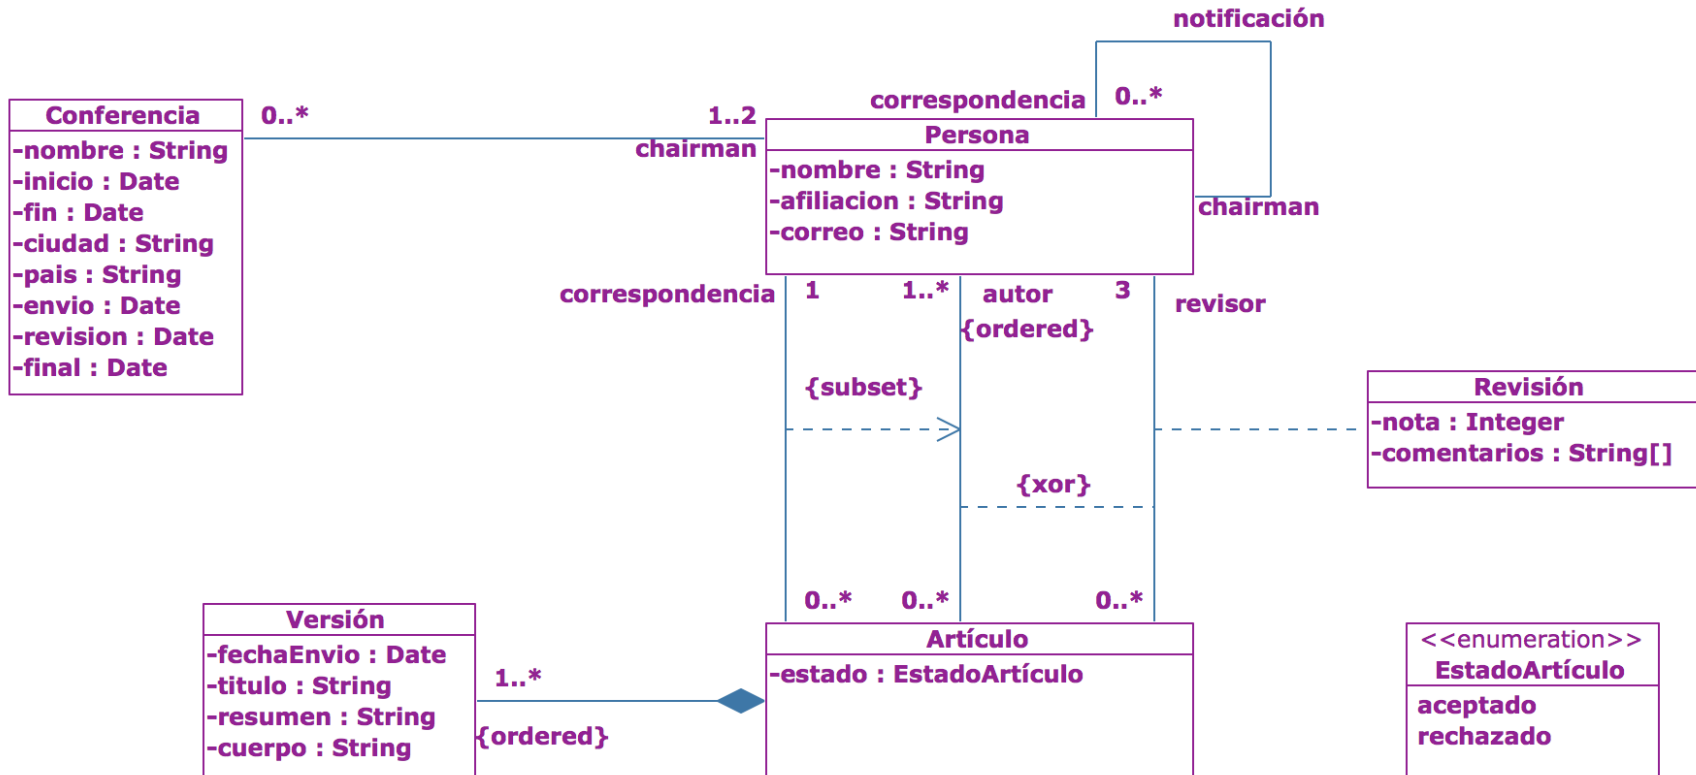 notificación
correspondencia
0..*
chairman
Conferencia
-nombre : String
-inicio : Date
-fin : Date
-ciudad : String
-pais : String
-envio : Date
-revision : Date
-final : Date
0..*
1..2
chairman
Persona
-nombre : String
-afiliacion : String
-correo : String
correspondencia
1
1..*
autor
{ordered}
3
revisor
{subset}
{xor}
Revisión
-nota : Integer
-comentarios : String[]
0..*
0..*
0..*
Versión
-fechaEnvio : Date
-titulo : String
-resumen : String
-cuerpo : String
1..*
{ordered}
Artículo
-estado : EstadoArtículo
<<enumeration>>
EstadoArtículo
aceptado
rechazado